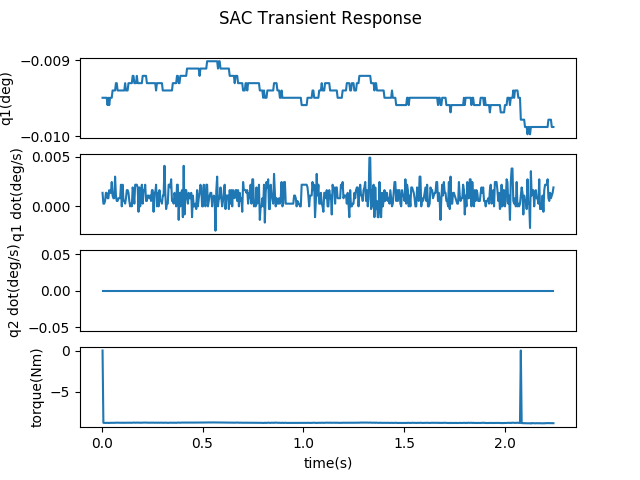 SAC Transient Response
−0.009
−0.010
q1(deg)
0.005
0.000
q1 dot(deg/s)
0.05
0.00
−0.05
q2 dot(deg/s)
0
−5
torque(Nm)
0.0 0.5 1.0 1.5 2.0
time(s)